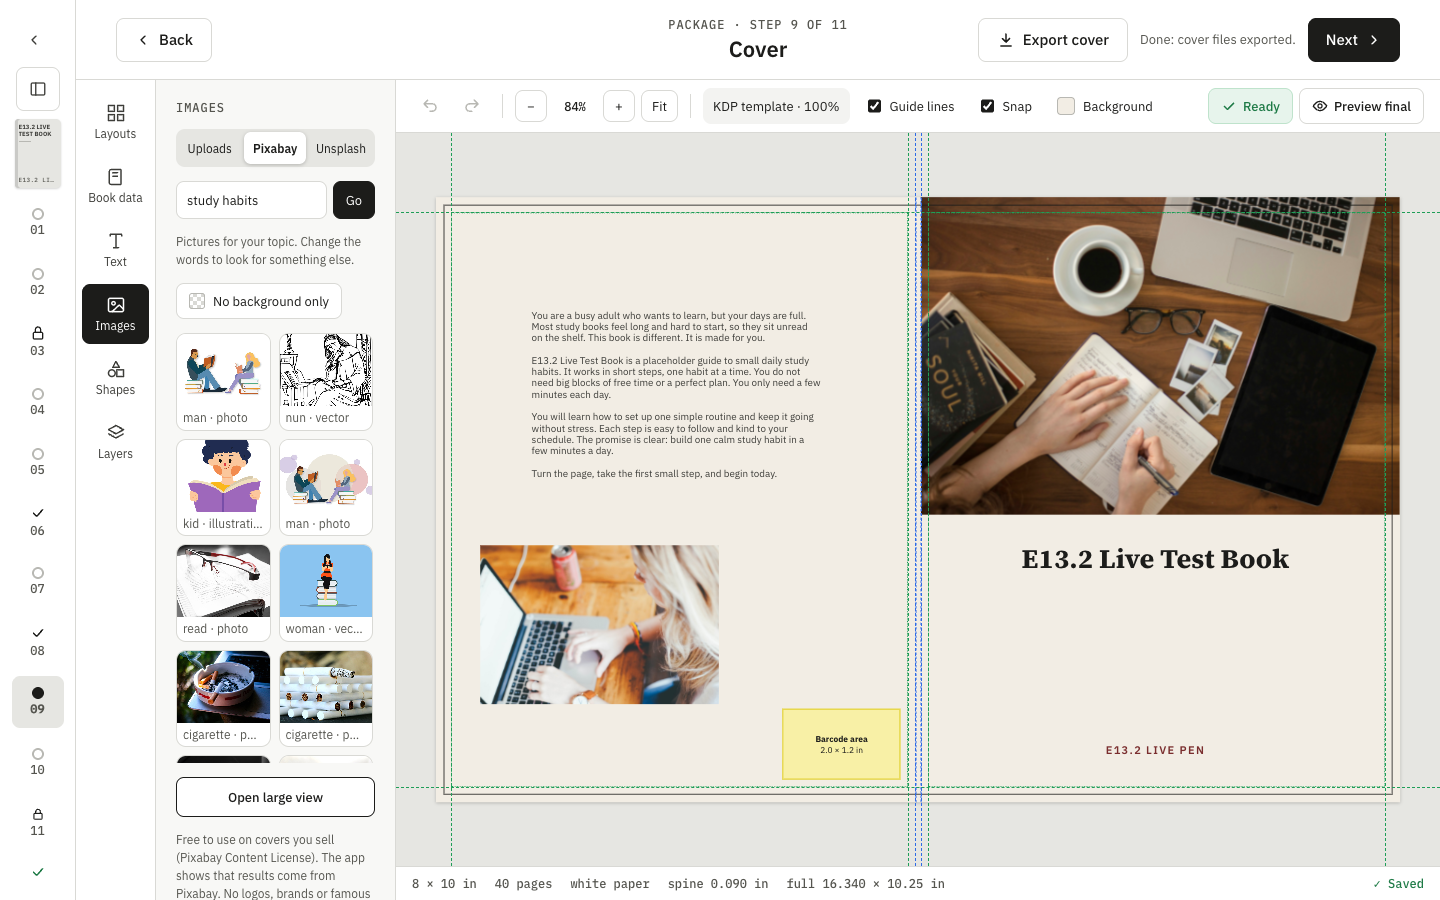 PACKAGE · STEP 9 OF 11
Back
Cover
Export cover
Done: cover files exported.
Next
E13.2 LIVE
TEST BOOK
E13.2 LI…
01
02
03
04
05
06
07
08
09
10
11
Layouts
Book data
Text
Images
Shapes
Layers
IMAGES
Uploads
Pixabay
Unsplash
study habits
Go
Pictures for your topic. Change the
words to look for something else.
No background only
man · photo
nun · vector
kid · illustrati…
man · photo
read · photo
woman · vec…
cigarette · p…
cigarette · p…
Open large view
Free to use on covers you sell
(Pixabay Content License). The app
shows that results come from
Pixabay. No logos, brands or famous
−
84%
+
Fit
KDP template · 100%
Guide lines
Snap
Background
Ready
Preview final
You are a busy adult who wants to learn, but your days are full.
Most study books feel long and hard to start, so they sit unread
on the shelf. This book is different. It is made for you.
E13.2 Live Test Book is a placeholder guide to small daily study
habits. It works in short steps, one habit at a time. You do not
need big blocks of free time or a perfect plan. You only need a few
minutes each day.
You will learn how to set up one simple routine and keep it going
without stress. Each step is easy to follow and kind to your
schedule. The promise is clear: build one calm study habit in a
few minutes a day.
Turn the page, take the first small step, and begin today.
Barcode area
2.0 × 1.2 in
SOUL
E13.2 Live Test Book
E13.2 LIVE PEN
8 × 10 in
40 pages
white paper
spine 0.090 in
full 16.340 × 10.25 in
✓ Saved